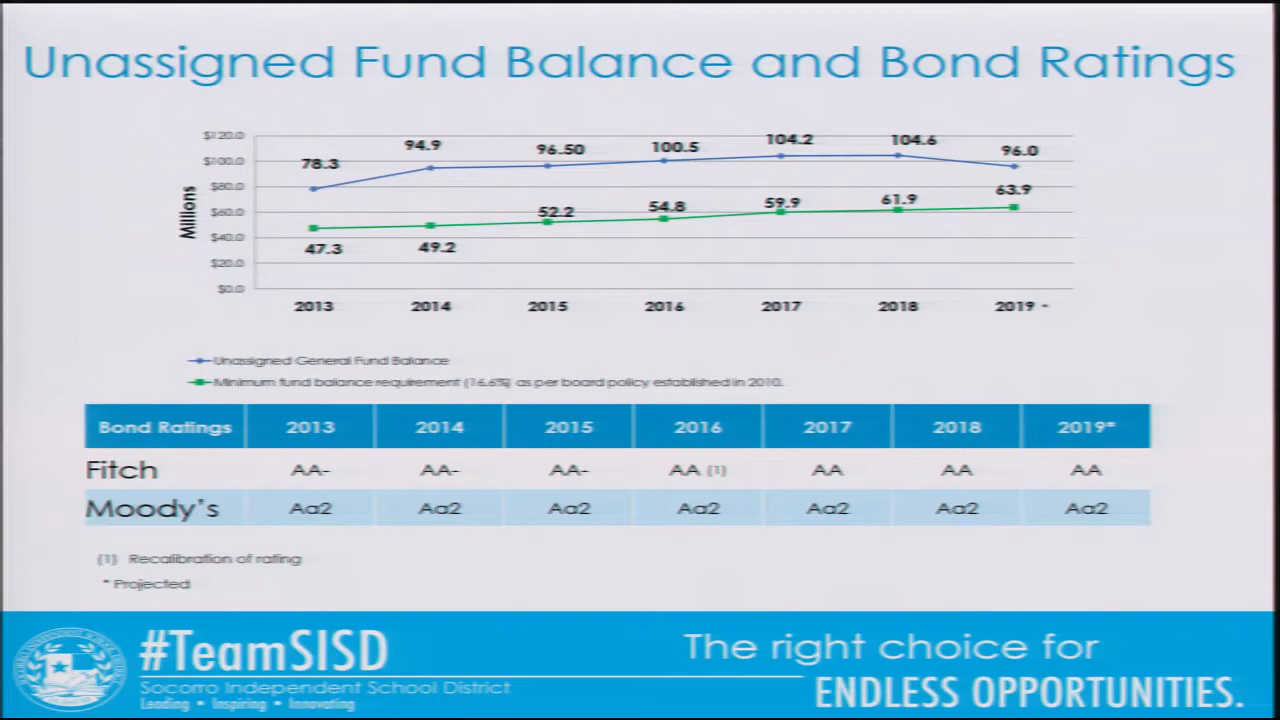 Unassigned Fund Balance and Bond Ratings
$120.0
$100.0
$80.0
$60.0
$40.0
$20.0
$0.0
Millions
78.3 94.9 96.50 100.5 104.2 104.6 96.0
47.3 49.2 52.2 54.8 59.9 61.9 63.9
2013 2014 2015 2016 2017 2018 2019 -
Unassigned General Fund Balance
Minimum fund balance requirement (16.6%) as per board policy established in 2010.
Bond Ratings 2013 2014 2015 2016 2017 2018 2019*
Fitch AA- AA- AA- AA (1) AA AA AA
Moody's Aa2 Aa2 Aa2 Aa2 Aa2 Aa2 Aa2
(1) Recalibration of rating
* Projected
#TeamSISD
Socorro Independent School District
Leading • Inspiring • Innovating
The right choice for
ENDLESS OPPORTUNITIES.